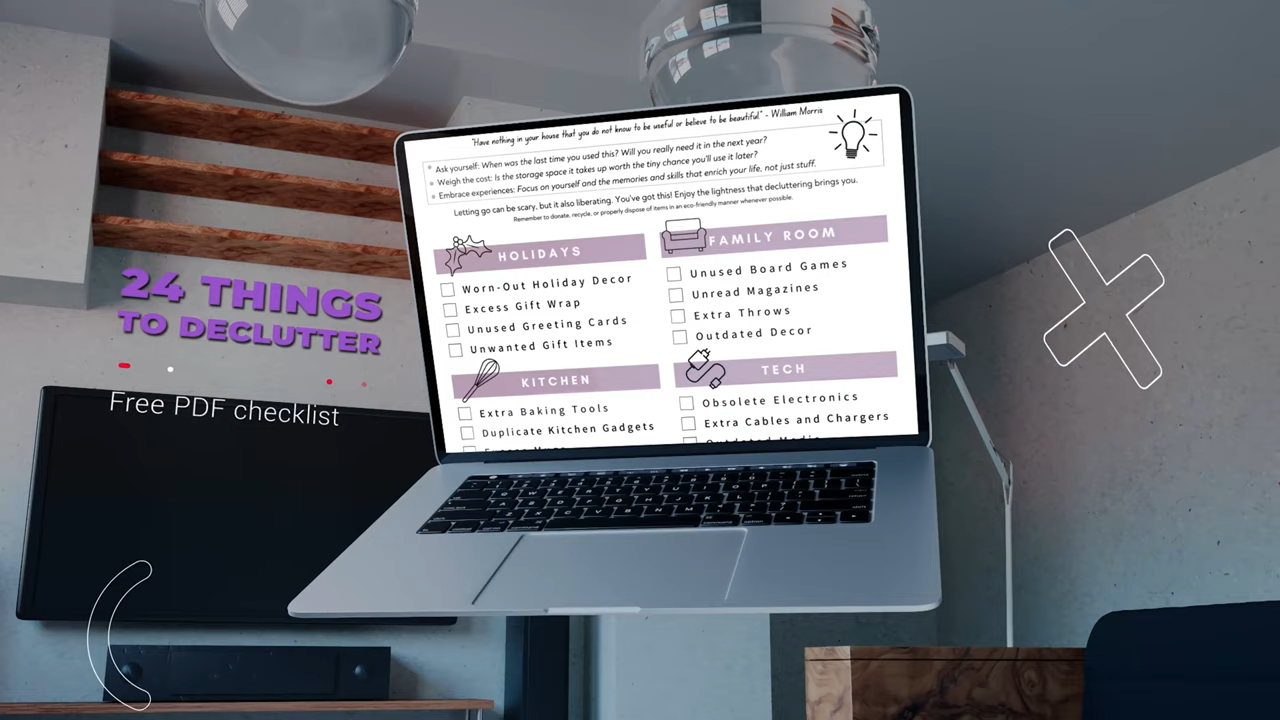 "Have nothing in your house that you do not know to be useful or believe to be beautiful." - William Morris
Ask yourself: When was the last time you used this? Will you really need it in the next year?
Weigh the cost: Is the storage space it takes up worth the tiny chance you'll use it later?
Embrace experiences: Focus on yourself and the memories and skills that enrich your life, not just stuff.
Letting go can be scary, but it also liberating. You've got this! Enjoy the lightness that decluttering brings you.
Remember to donate, recycle, or properly dispose of items in an eco-friendly manner whenever possible.
HOLIDAYS
Worn-Out Holiday Decor
Excess Gift Wrap
Unused Greeting Cards
Unwanted Gift Items
FAMILY ROOM
Unused Board Games
Unread Magazines
Extra Throws
Outdated Decor
KITCHEN
Extra Baking Tools
Duplicate Kitchen Gadgets
TECH
Obsolete Electronics
Extra Cables and Chargers
Outdated Media
24 THINGS
TO DECLUTTER
Free PDF checklist